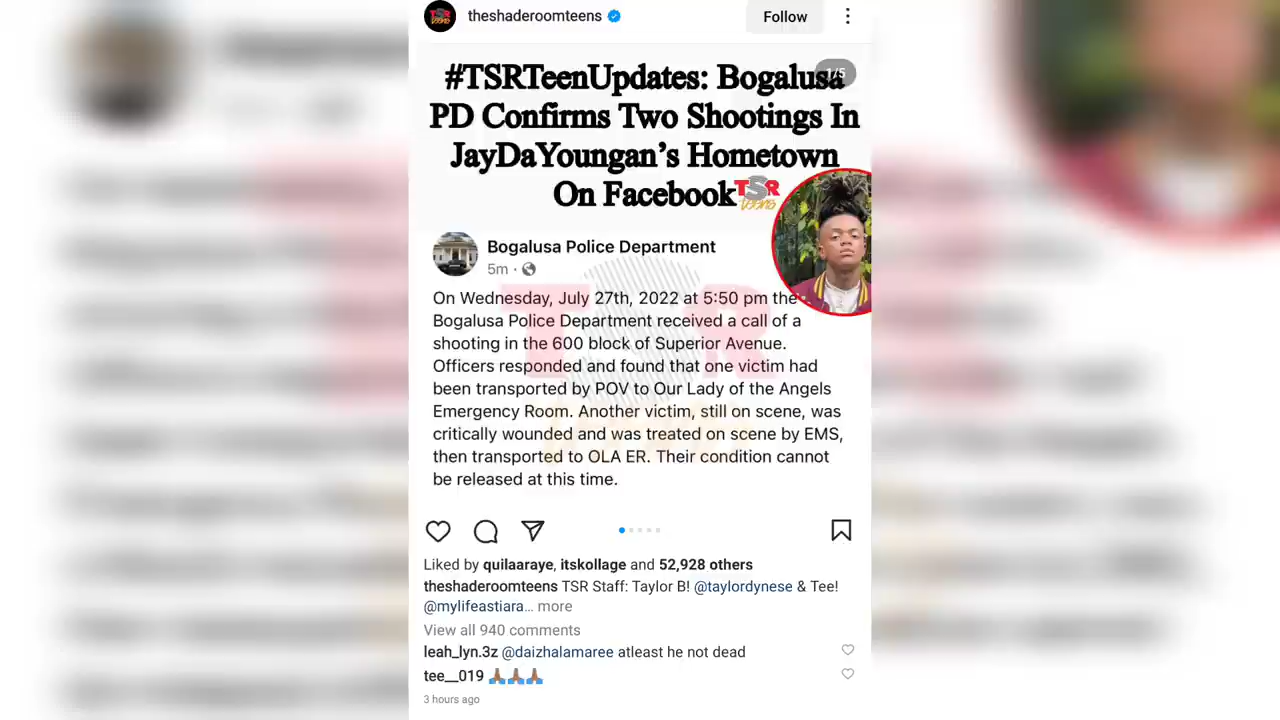 theshaderoomteens
Follow
1/5
#TSRTeenUpdates: Bogalusa
PD Confirms Two Shootings In
JayDaYoungan’s Hometown
On Facebook
TSR
teens
Bogalusa Police Department
5m ·
On Wednesday, July 27th, 2022 at 5:50 pm the
Bogalusa Police Department received a call of a
shooting in the 600 block of Superior Avenue.
Officers responded and found that one victim had
been transported by POV to Our Lady of the Angels
Emergency Room. Another victim, still on scene, was
critically wounded and was treated on scene by EMS,
then transported to OLA ER. Their condition cannot
be released at this time.
TSR
Liked by quilaaraye, itskollage and 52,928 others
theshaderoomteens TSR Staff: Taylor B! @taylordynese & Tee!
@mylifeastiara... more
View all 940 comments
leah_lyn.3z @daizhalamaree atleast he not dead
tee__019 🙏🏾🙏🏾🙏🏾
3 hours ago